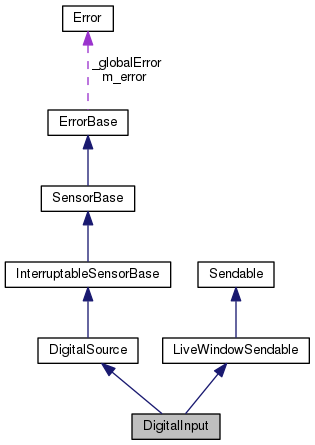 Error
_globalError
m_error
ErrorBase
SensorBase
InterruptableSensorBase
Sendable
DigitalSource
LiveWindowSendable
DigitalInput